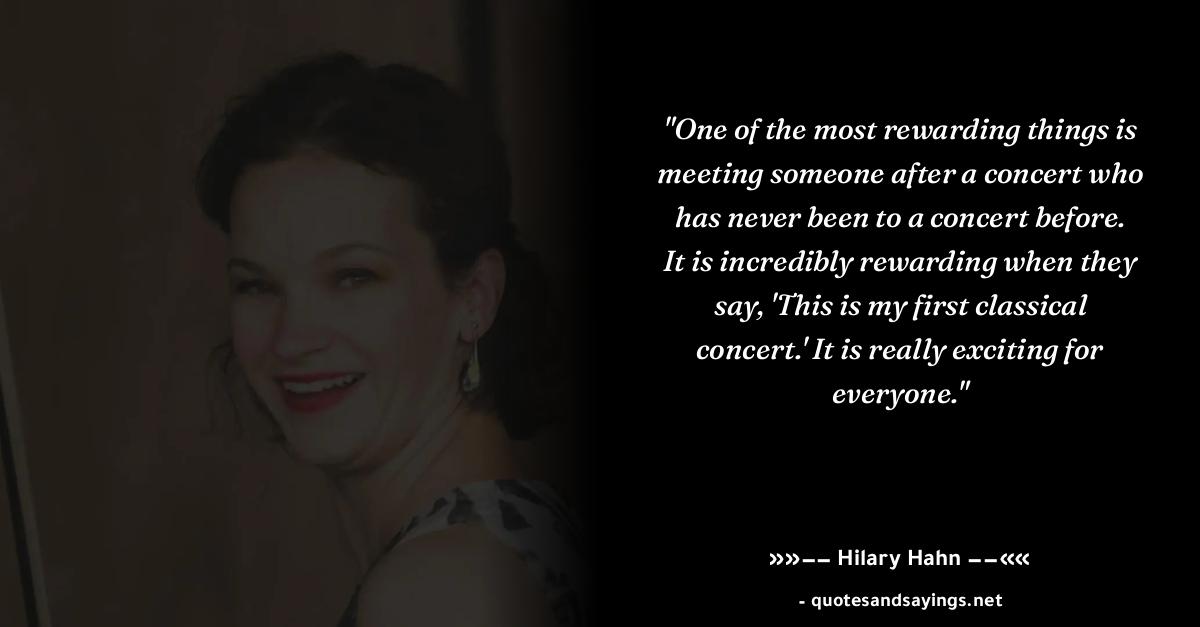 "One of the most rewarding things is
meeting someone after a concert who
has never been to a concert before.
It is incredibly rewarding when they
say, 'This is my first classical
concert.' It is really exciting for
everyone."
»»−− Hilary Hahn −−««
- quotesandsayings.net